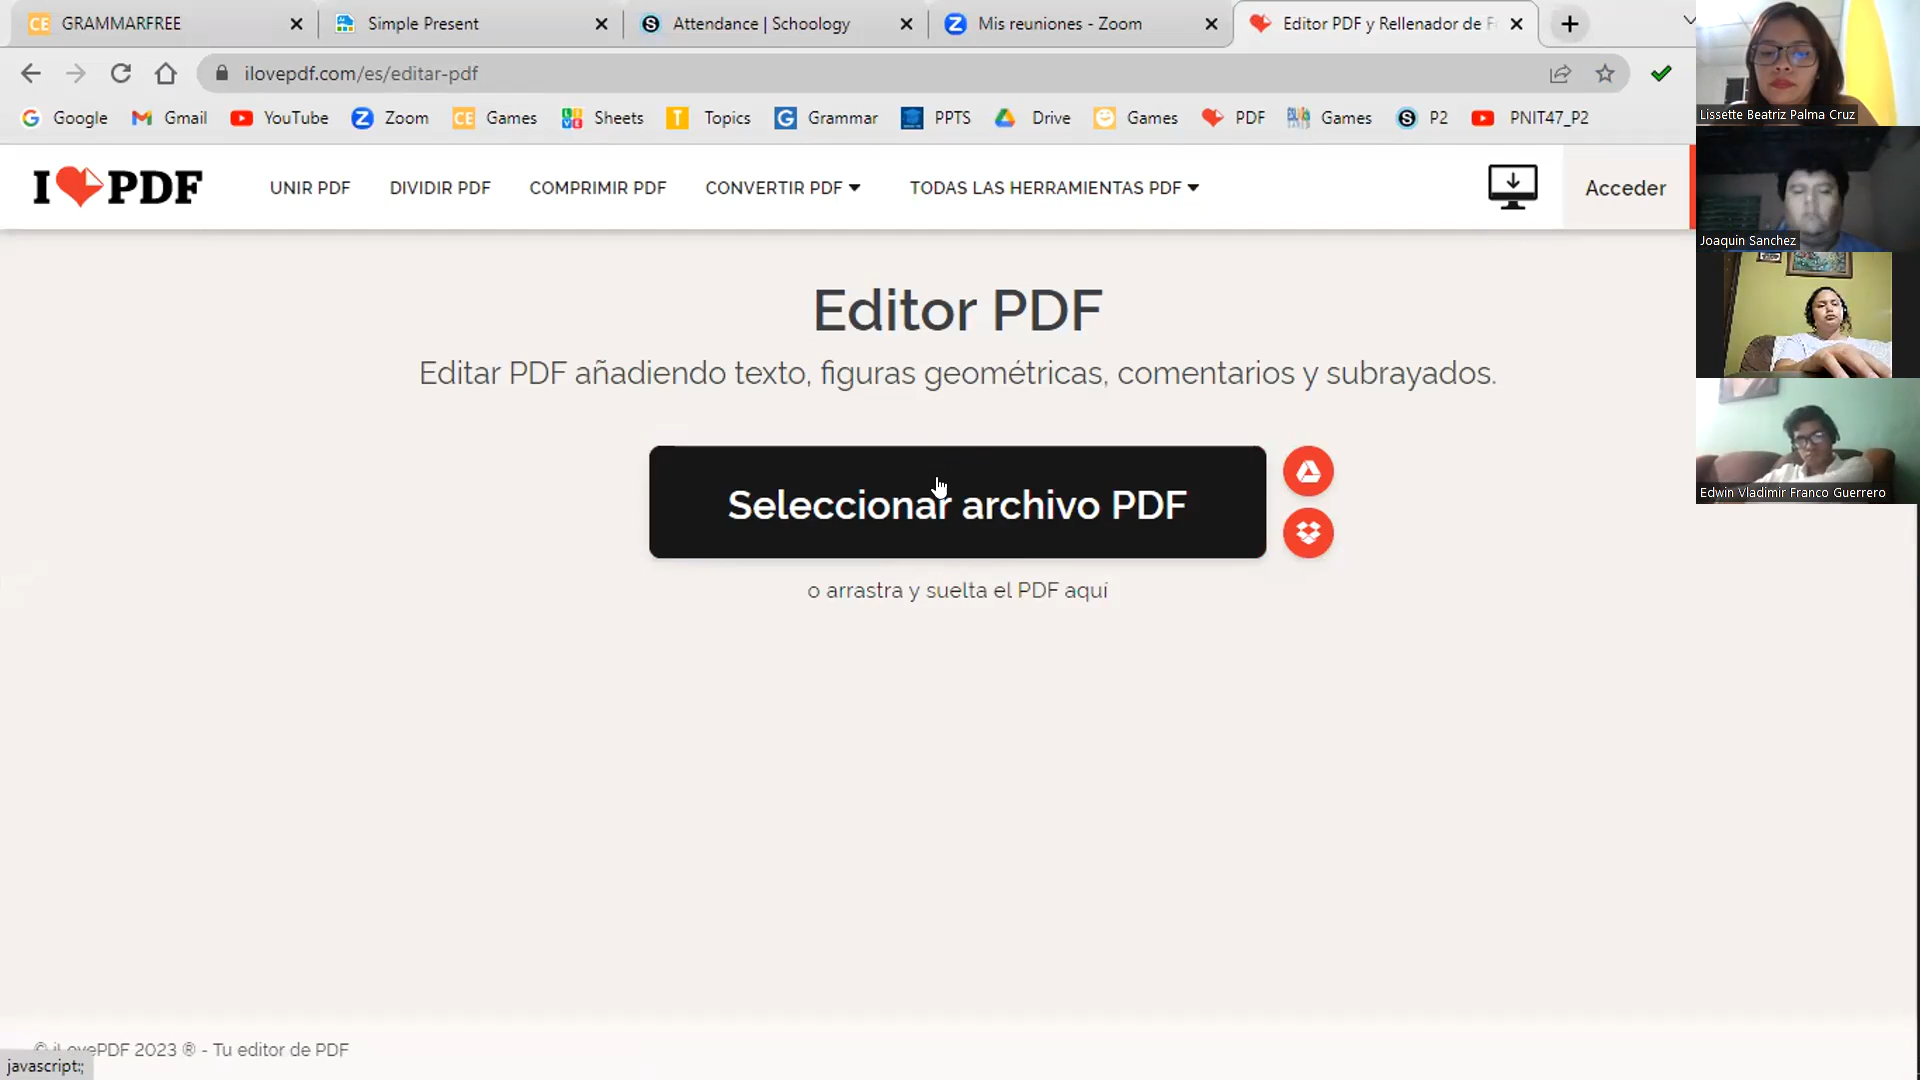 GRAMMARFREE
Simple Present
Attendance | Schoology
Mis reuniones - Zoom
Editor PDF y Rellenador de F
ilovepdf.com/es/editar-pdf
Google
Gmail
YouTube
Zoom
CE Games
Sheets
T Topics
G Grammar
PPTS
Drive
Games
PDF
Games
S P2
PNIT47_P2
I PDF
UNIR PDF
DIVIDIR PDF
COMPRIMIR PDF
CONVERTIR PDF
TODAS LAS HERRAMIENTAS PDF
Acceder
Editor PDF
Editar PDF añadiendo texto, figuras geométricas, comentarios y subrayados.
Seleccionar archivo PDF
o arrastra y suelta el PDF aquí
© iLovePDF 2023 ® - Tu editor de PDF
javascript:;
Lissette Beatriz Palma Cruz
Joaquin Sanchez
Edwin Vladimir Franco Guerrero